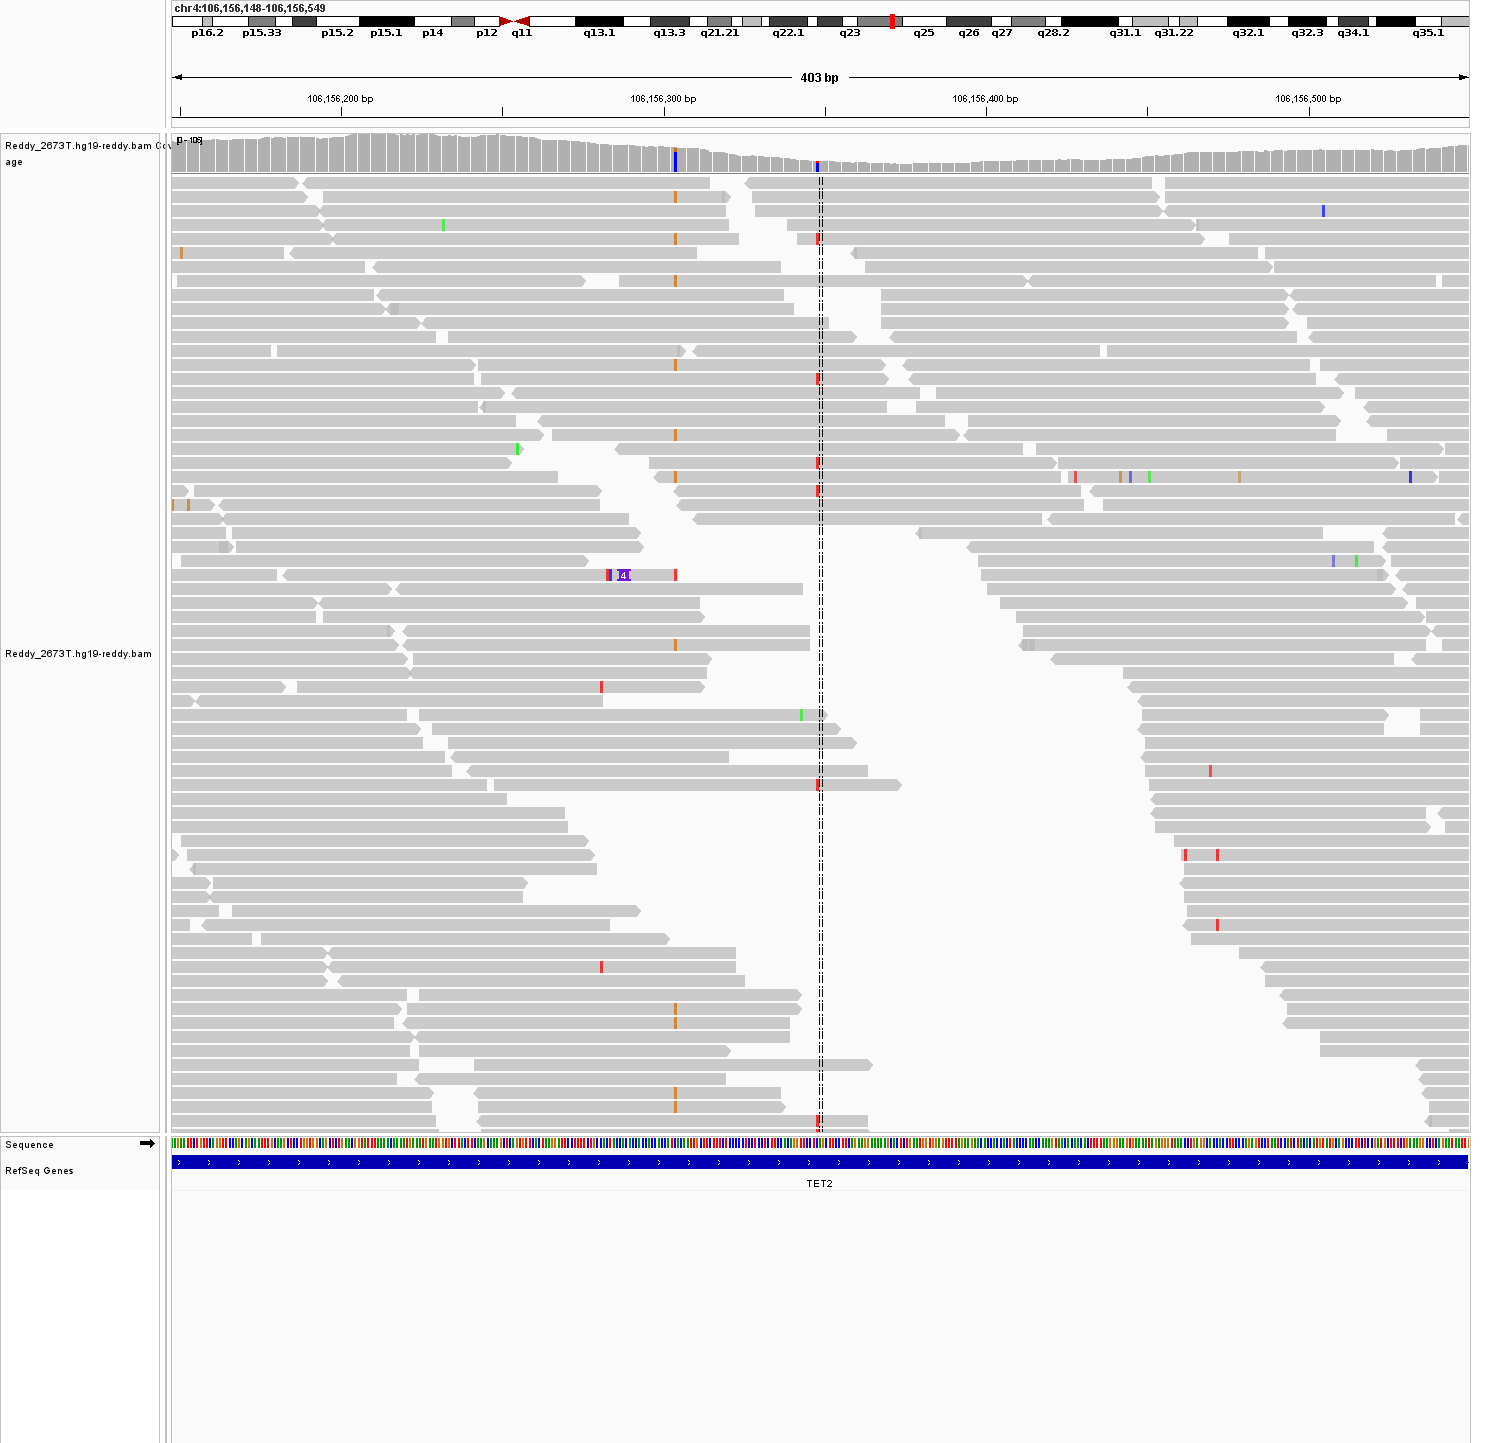 chr4:106,156,148-106,156,549
p16.2 p15.33 p15.2 p15.1 p14 p12 q11 q13.1 q13.3 q21.21 q22.1 q23 q25 q26 q27 q28.2 q31.1 q31.22 q32.1 q32.3 q34.1 q35.1
403 bp
106,156,200 bp 106,156,300 bp 106,156,400 bp 106,156,500 bp
Reddy_2673T.hg19-reddy.bam Cov
age
4
Reddy_2673T.hg19-reddy.bam
Sequence
RefSeq Genes
TET2